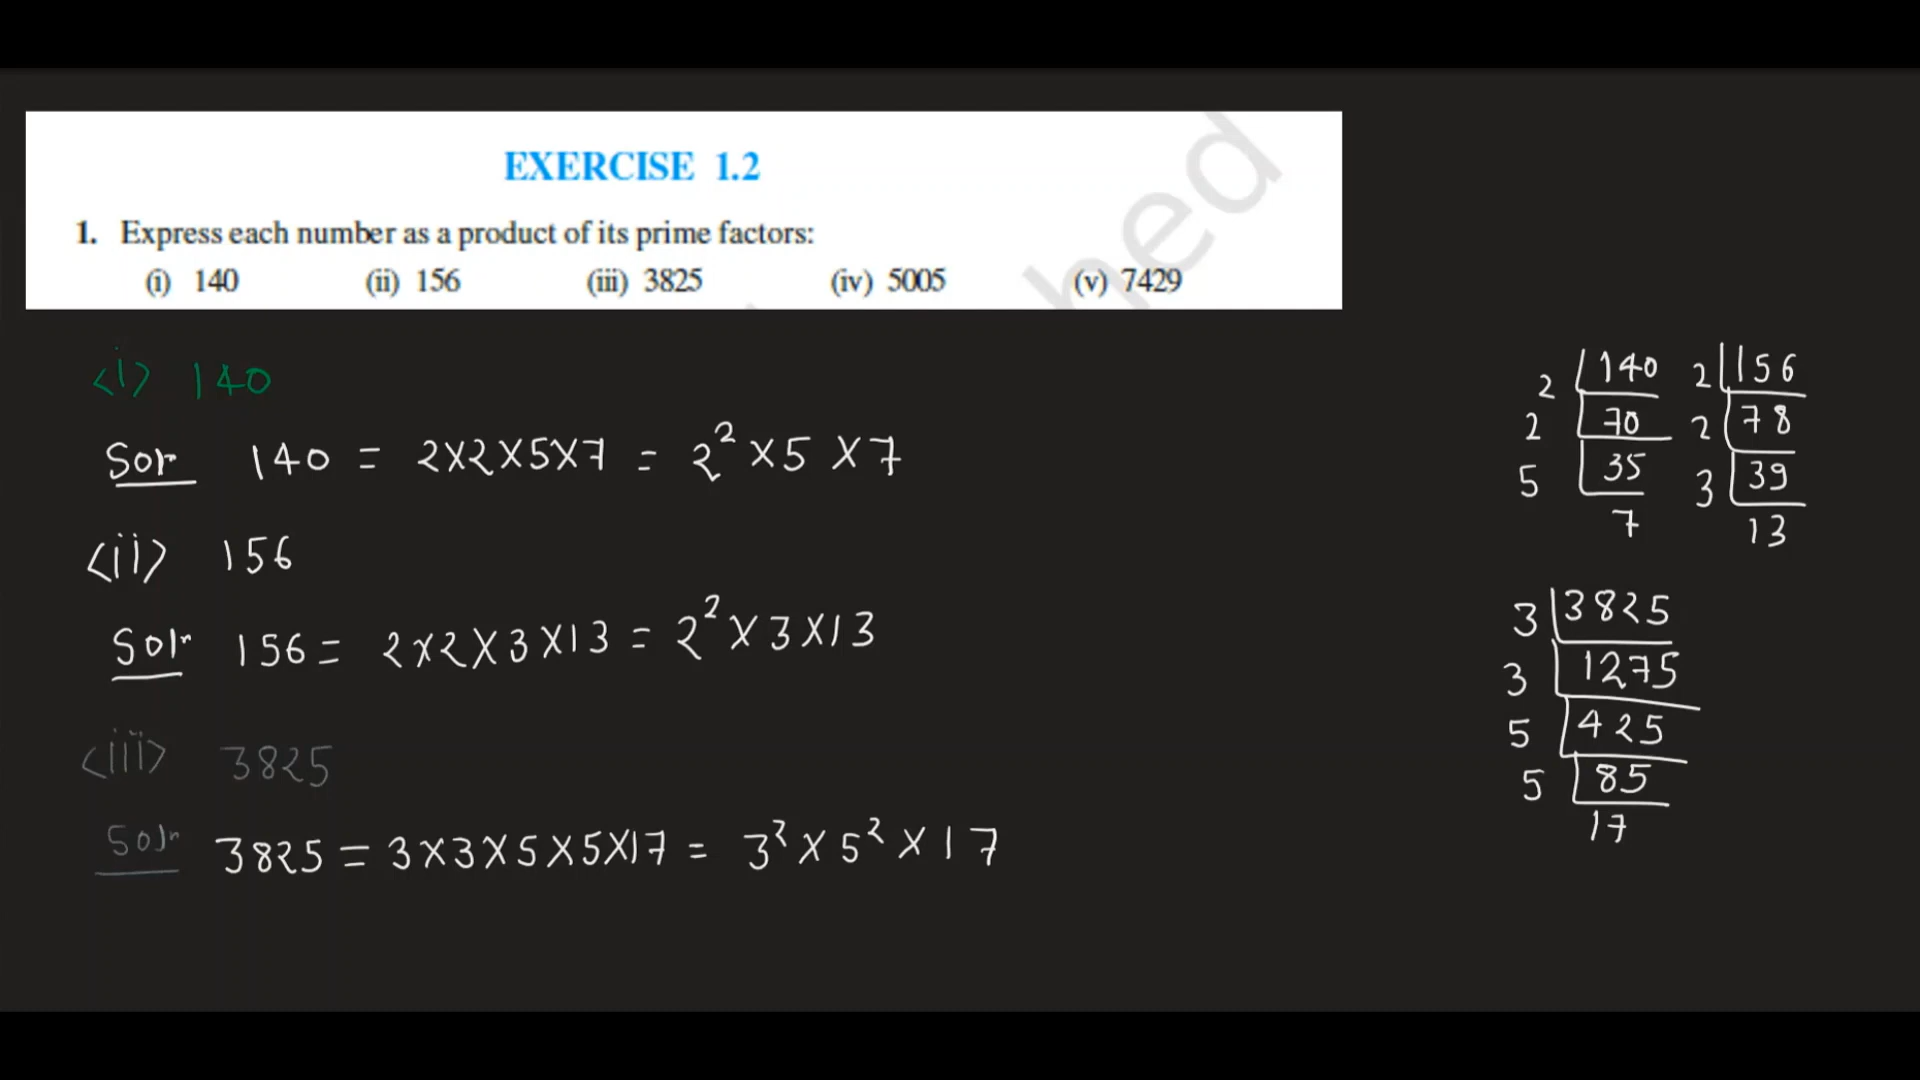 EXERCISE 1.2
1. Express each number as a product of its prime factors:
(i) 140 (ii) 156 (iii) 3825 (iv) 5005 (v) 7429
<i> 140
Soln 140 = 2×2×5×7 = 2² × 5 × 7
<ii> 156
Soln 156 = 2×2×3×13 = 2² × 3 × 13
<iii> 3825
Soln 3825 = 3×3×5×5×17 = 3² × 5² × 17
2 140
2 70
5 35
7
2 156
2 78
3 39
13
3 3825
3 1275
5 425
5 85
17